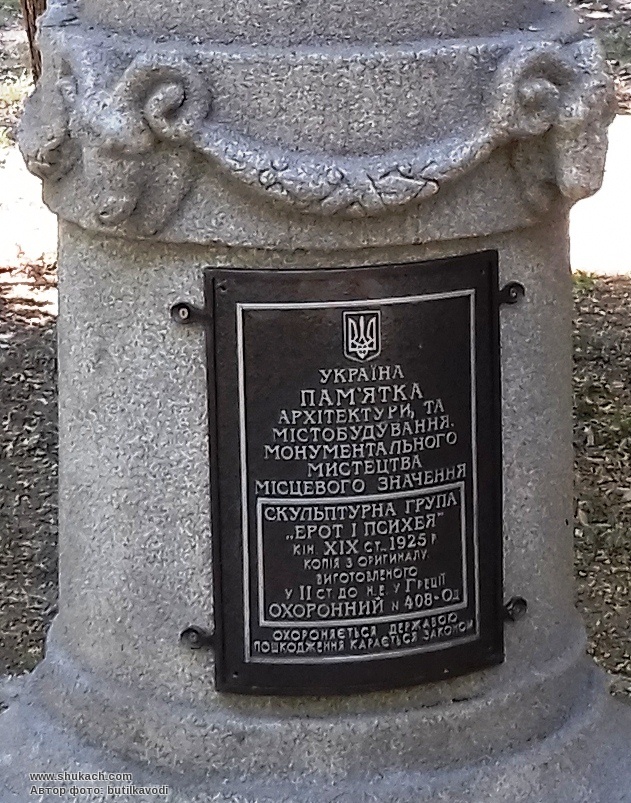 УКРАЇНА
ПАМ'ЯТКА
АРХІТЕКТУРИ, ТА
МІСТОБУДУВАННЯ.
МОНУМЕНТАЛЬНОГО
МИСТЕЦТВА
МІСЦЕВОГО ЗНАЧЕННЯ
СКУЛЬПТУРНА ГРУПА
„ЕРОТ І ПСИХЕЯ"
КІН. XIX СТ., 1925 Р.
КОПІЯ З ОРИГІНАЛУ,
ВИГОТОВЛЕНОГО
У II СТ ДО Н.Е. У ГРЕЦІЇ
ОХОРОННИЙ N 408-Од
ОХОРОНЯЄТЬСЯ ДЕРЖАВОЮ
ПОШКОДЖЕННЯ КАРАЄТЬСЯ ЗАКОНОМ
www.shukach.com
Автор фото: butilkavodi